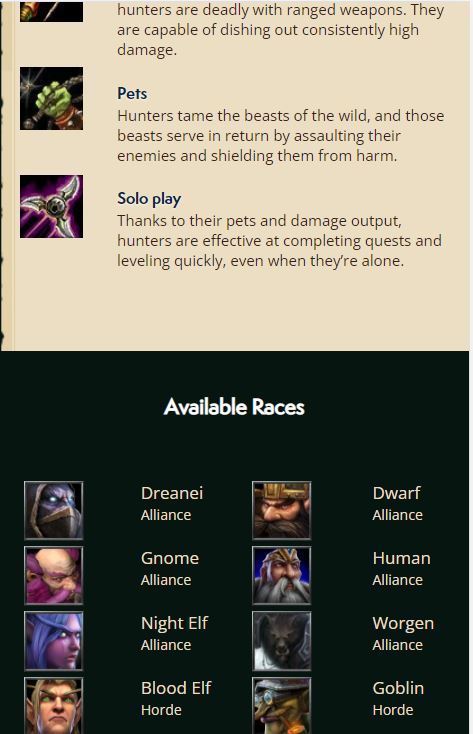 hunters are deadly with ranged weapons. They
are capable of dishing out consistently high
damage.
Pets
Hunters tame the beasts of the wild, and those
beasts serve in return by assaulting their
enemies and shielding them from harm.
Solo play
Thanks to their pets and damage output,
hunters are effective at completing quests and
leveling quickly, even when they’re alone.
Available Races
Dreanei
Alliance
Dwarf
Alliance
Gnome
Alliance
Human
Alliance
Night Elf
Alliance
Worgen
Alliance
Blood Elf
Horde
Goblin
Horde